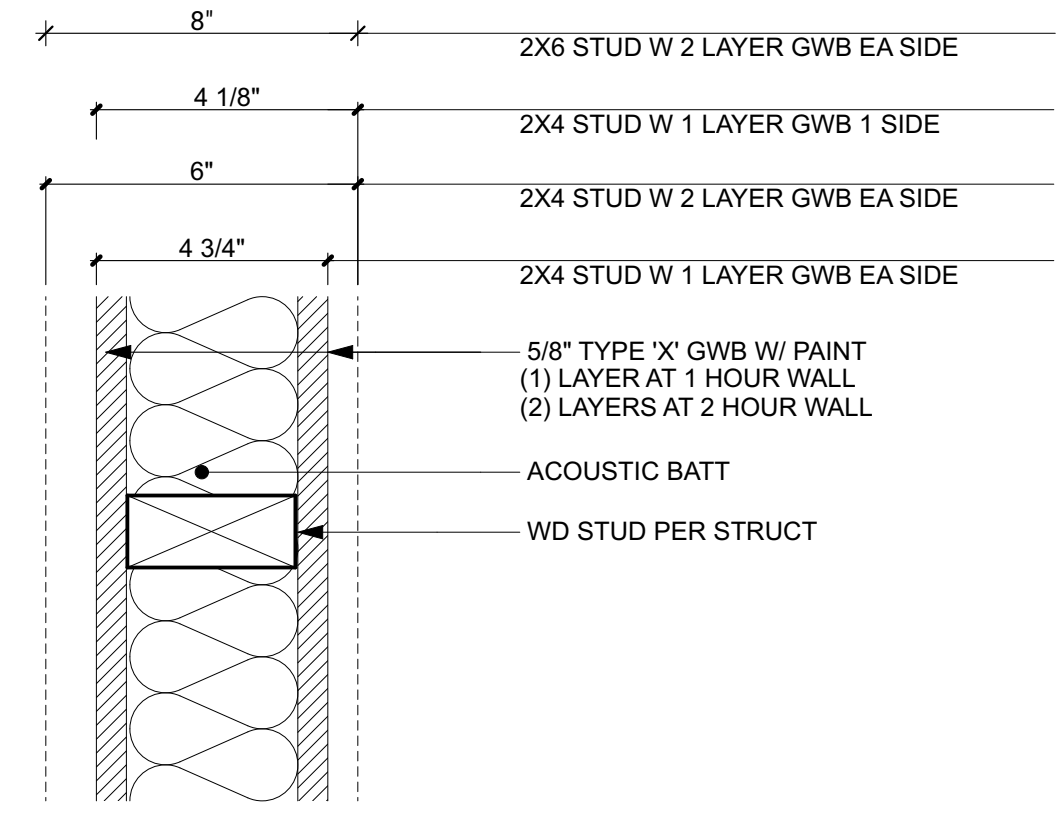 8"
2X6 STUD W 2 LAYER GWB EA SIDE
4 1/8"
2X4 STUD W 1 LAYER GWB 1 SIDE
6"
2X4 STUD W 2 LAYER GWB EA SIDE
4 3/4"
2X4 STUD W 1 LAYER GWB EA SIDE
5/8" TYPE 'X' GWB W/ PAINT
(1) LAYER AT 1 HOUR WALL
(2) LAYERS AT 2 HOUR WALL
ACOUSTIC BATT
WD STUD PER STRUCT